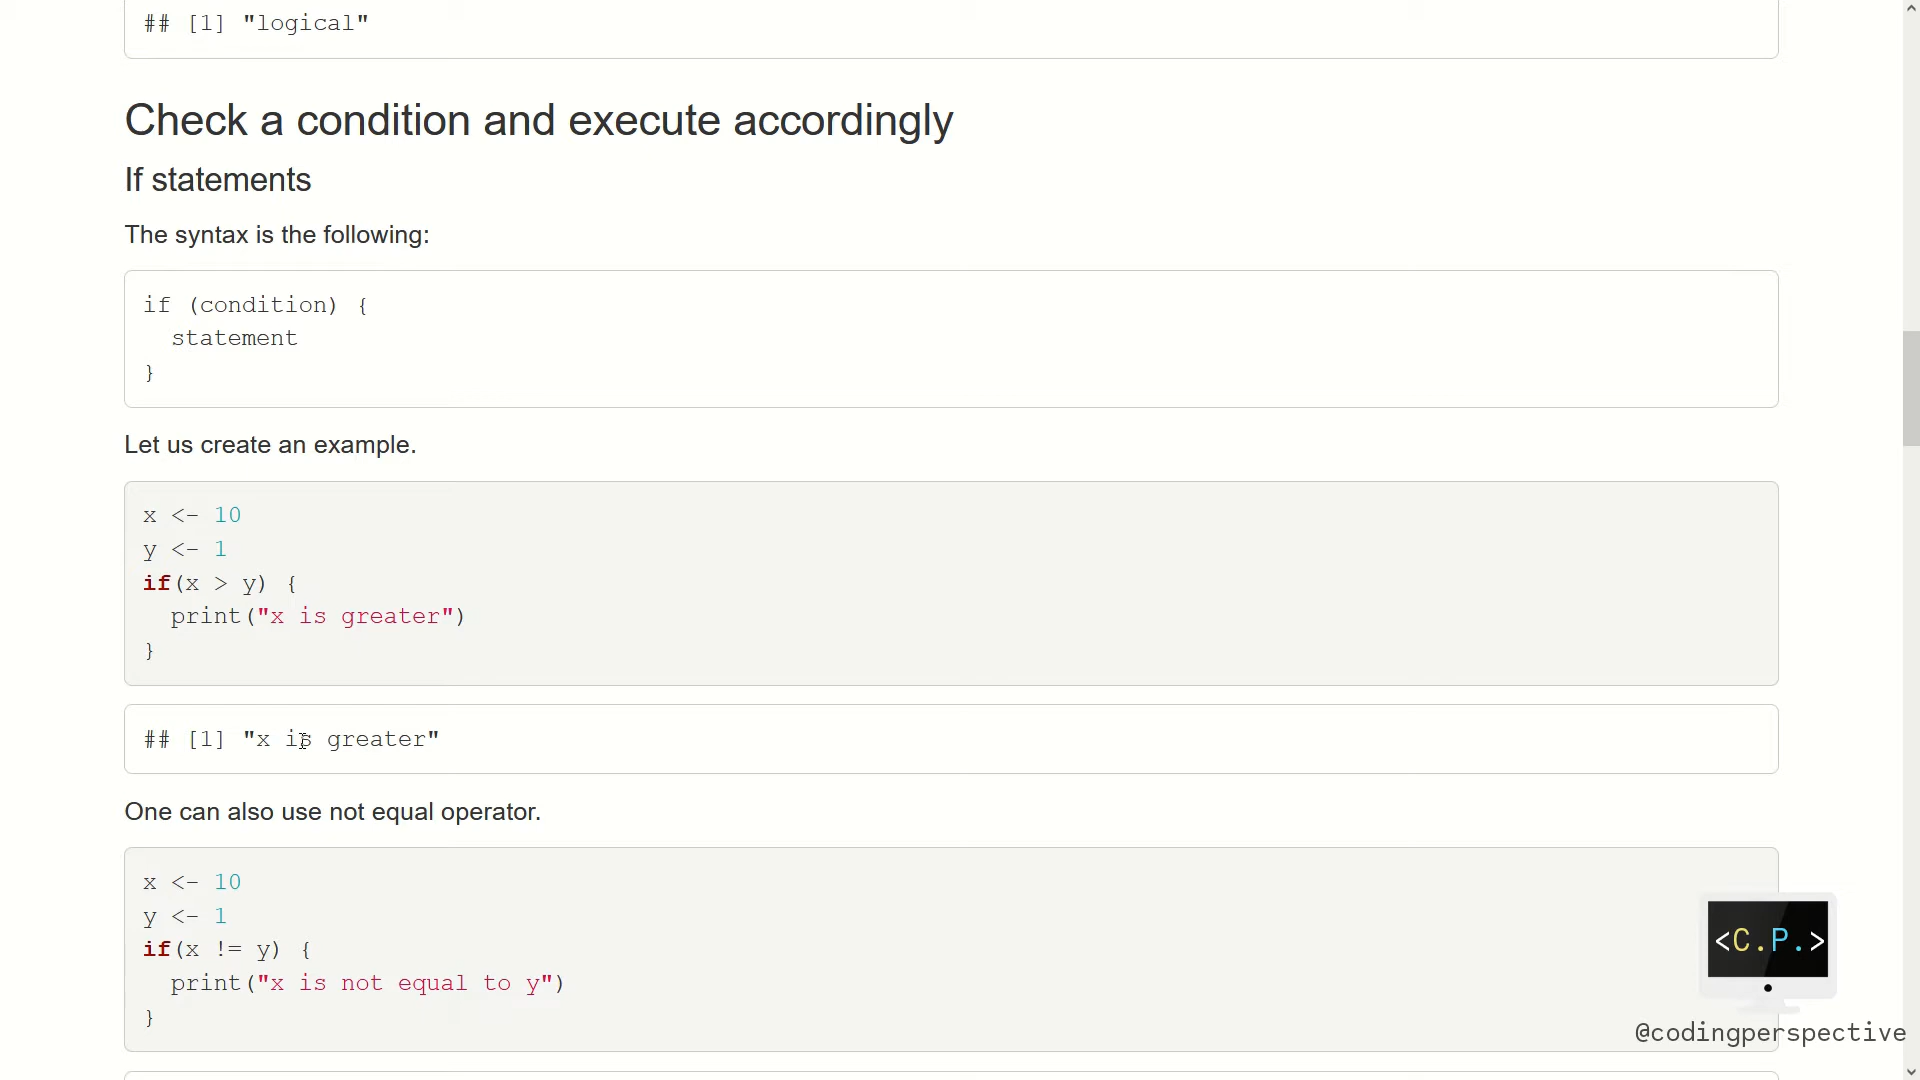 ## [1] "logical"
Check a condition and execute accordingly
If statements
The syntax is the following:
if (condition) {
  statement
}
Let us create an example.
x <- 10
y <- 1
if(x > y) {
  print("x is greater")
}
## [1] "x is greater"
One can also use not equal operator.
x <- 10
y <- 1
if(x != y) {
  print("x is not equal to y")
}
<C.P.>
@codingperspective